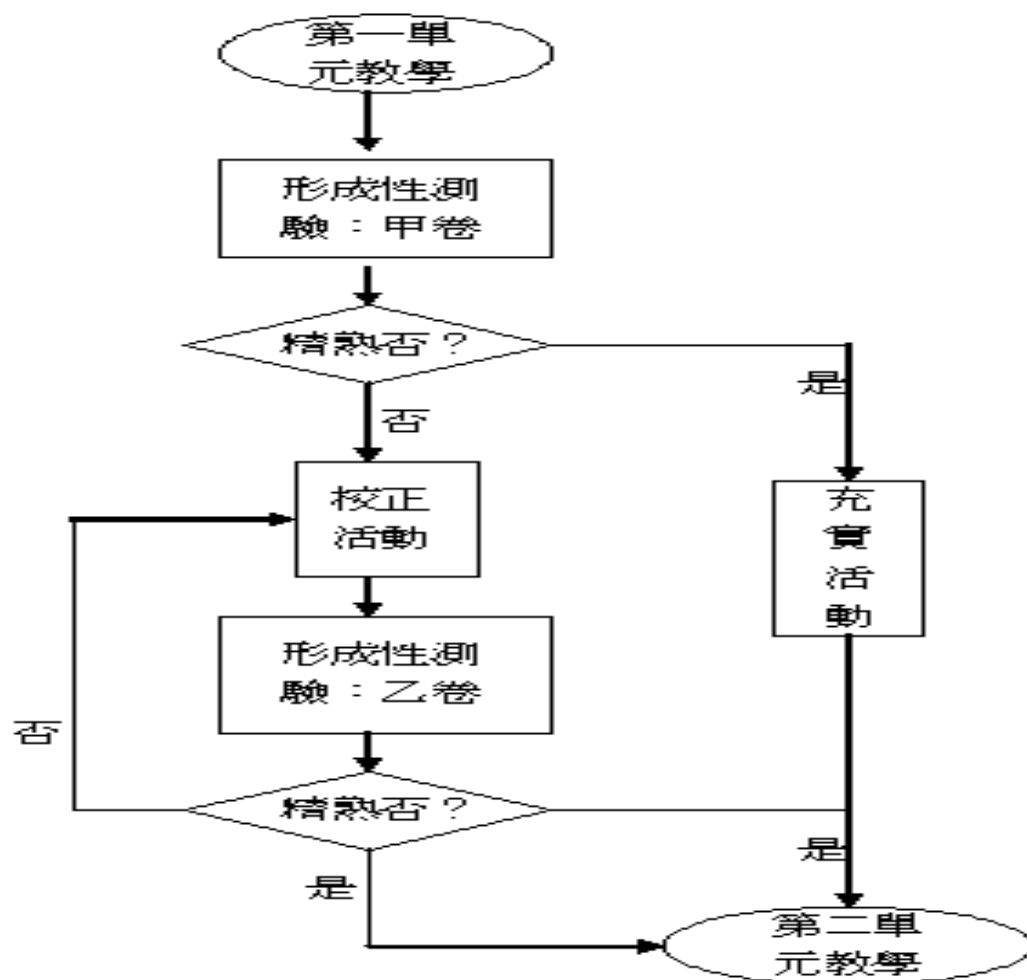 第一單
元教學
形成性測
驗：甲卷
精熟否？
是
否
校正
活動
充
實
活
動
形成性測
驗：乙卷
否
精熟否？
是
是
第二單
元教學